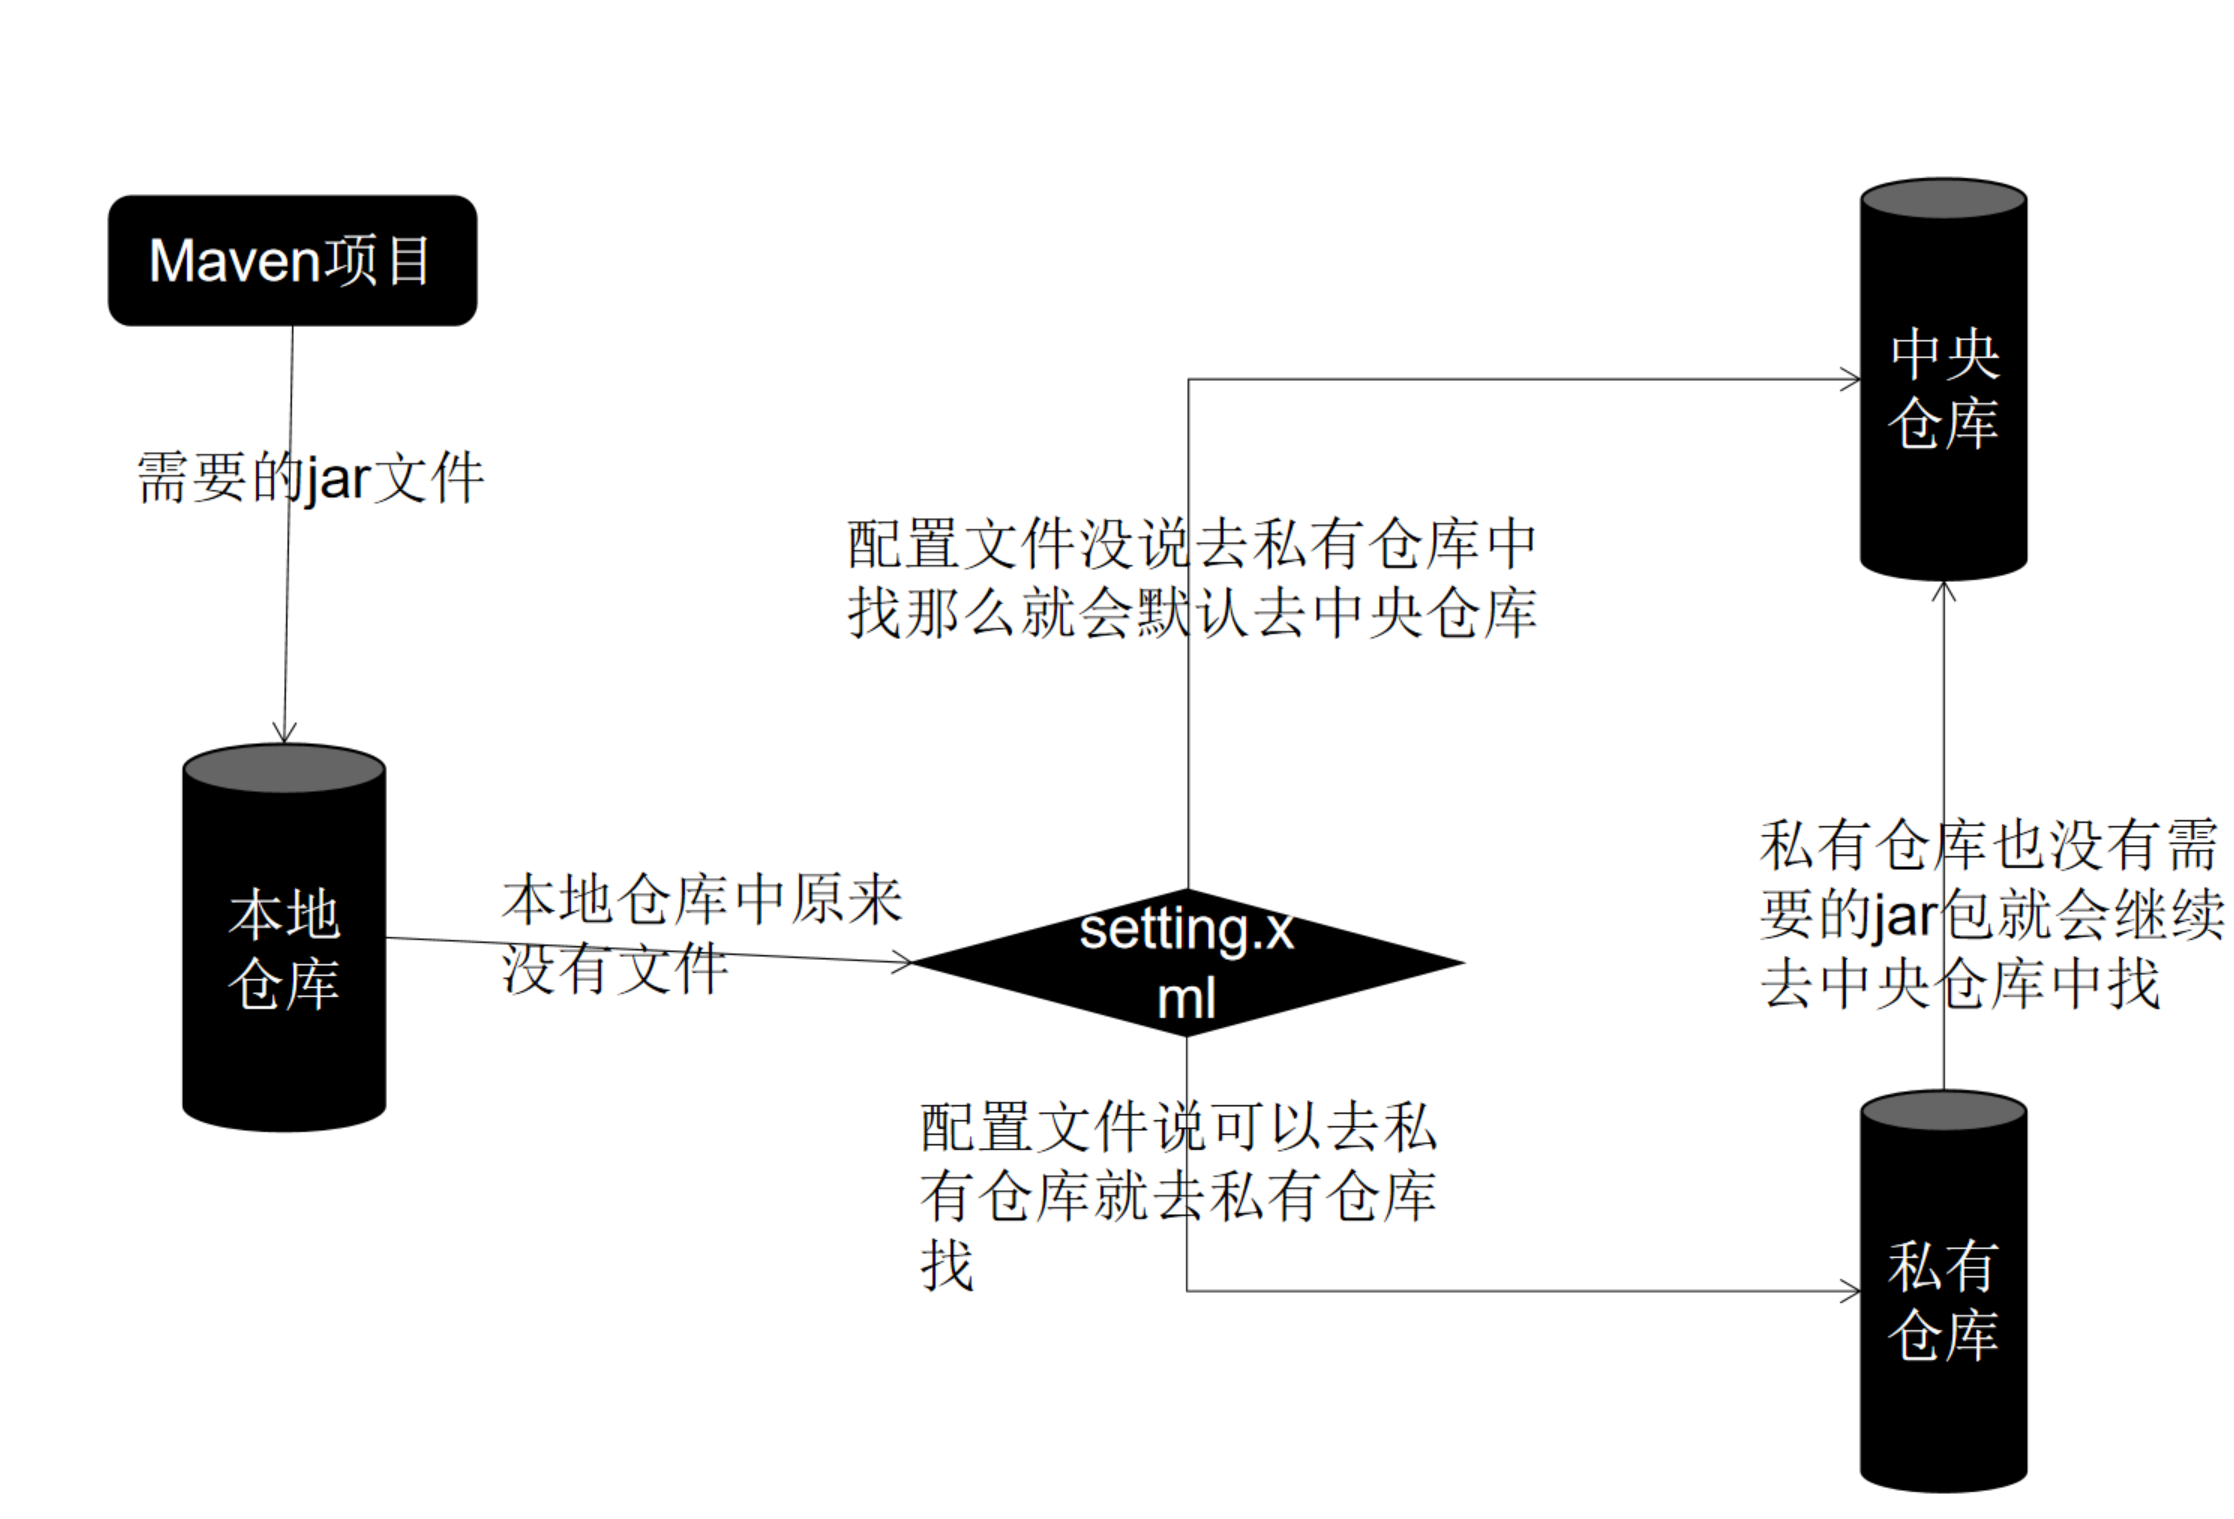 Maven项目
需要的jar文件
中央
仓库
配置文件没说去私有仓库中
找那么就会默认去中央仓库
本地
仓库
本地仓库中原来
没有文件
setting.x
ml
私有仓库也没有需
要的jar包就会继续
去中央仓库中找
配置文件说可以去私
有仓库就去私有仓库
找
私有
仓库